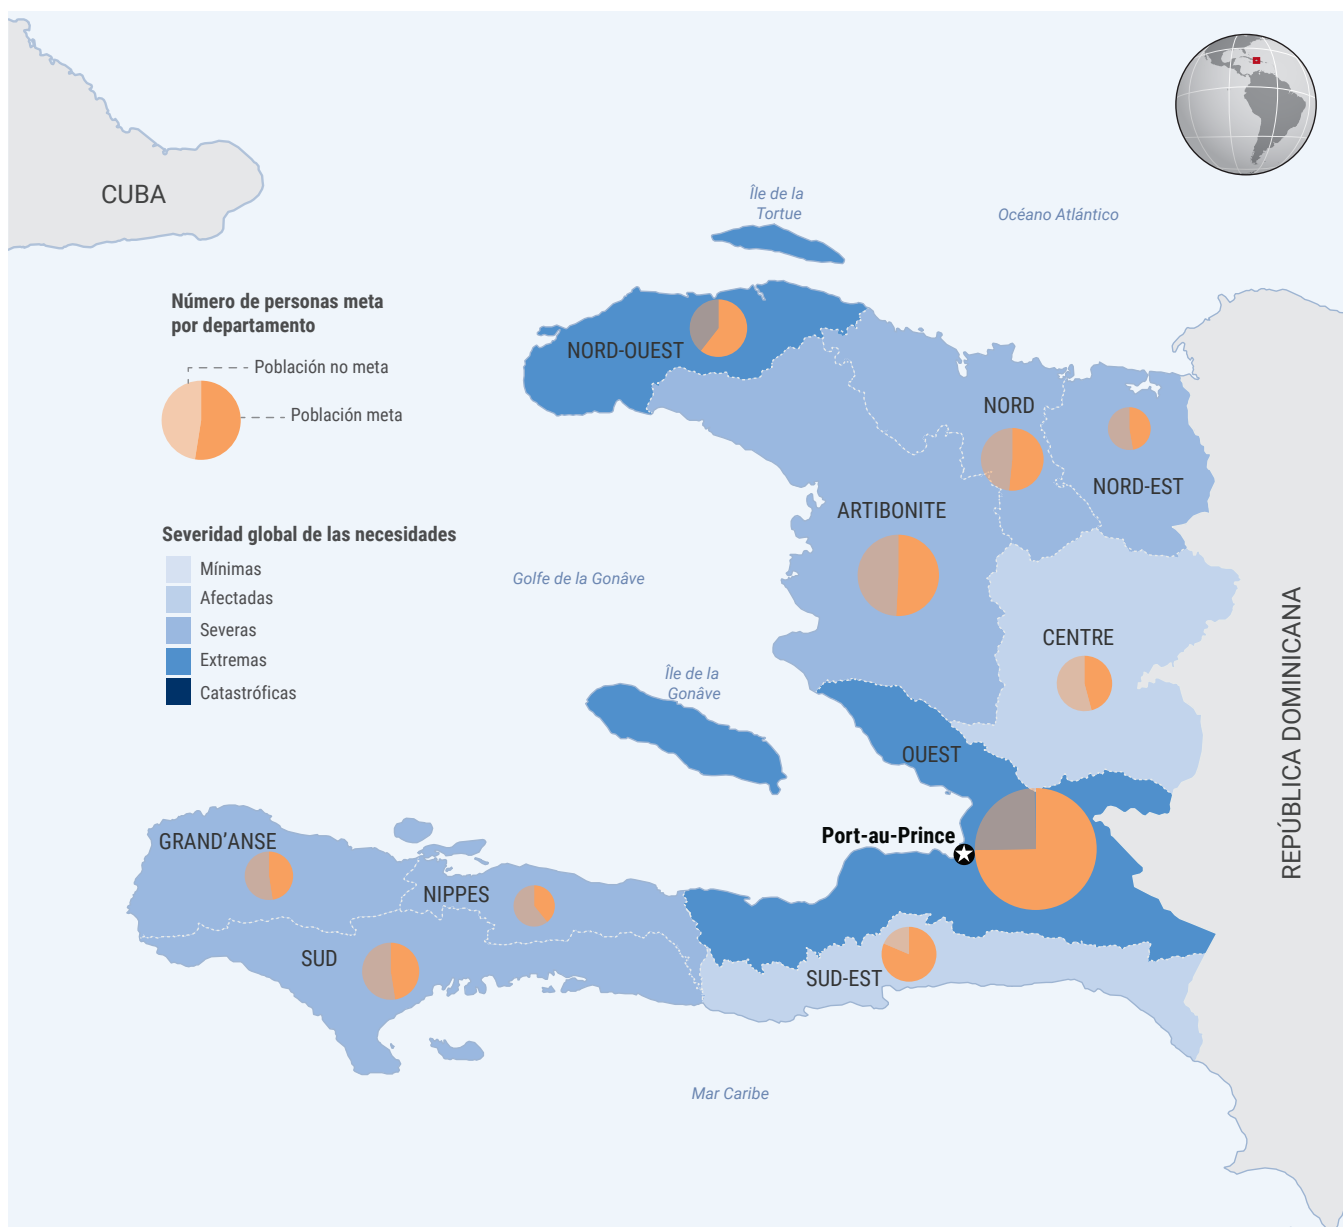 CUBA
Île de la
Tortue
Océano Atlántico
Número de personas meta
por departamento
Población no meta
Población meta
NORD-OUEST
NORD
NORD-EST
ARTIBONITE
Severidad global de las necesidades
Mínimas
Afectadas
Severas
Extremas
Catastróficas
Golfe de la Gonâve
CENTRE
Île de la
Gonâve
OUEST
REPÚBLICA DOMINICANA
Port-au-Prince
GRAND'ANSE
NIPPES
SUD
SUD-EST
Mar Caribe